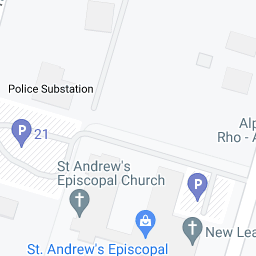 Police Substation
Alp
Rho - A
P
21
St Andrew's
Episcopal Church
P
New Lea
St. Andrew's Episcopal